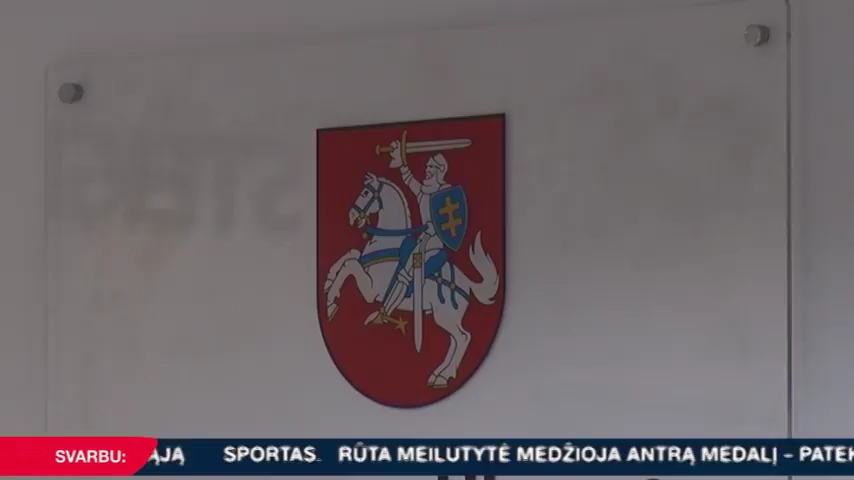 SVARBU: ĄJĄ SPORTAS. RŪTA MEILUTYTĖ MEDŽIOJA ANTRĄ MEDALĮ – PATEK